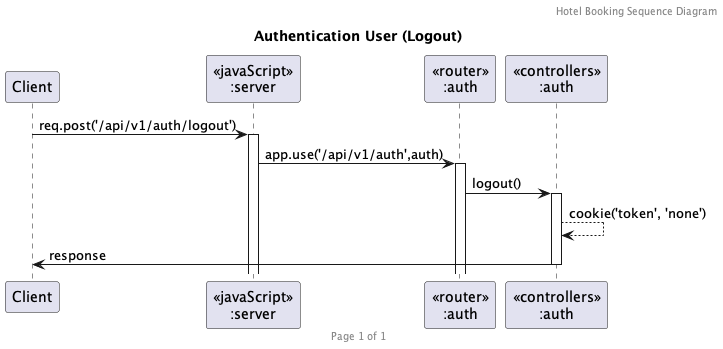 Hotel Booking Sequence Diagram
Authentication User (Logout)
Client
«javaScript»
:server
«router»
:auth
«controllers»
:auth
req.post('/api/v1/auth/logout')
app.use('/api/v1/auth',auth)
logout()
cookie('token', 'none')
response
Client
«javaScript»
:server
«router»
:auth
«controllers»
:auth
Page 1 of 1